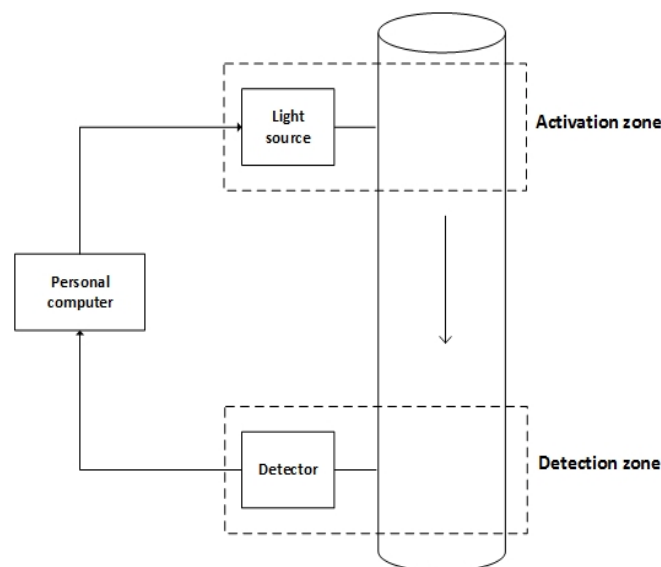 Light
source
Activation zone
Personal
computer
Detector
Detection zone